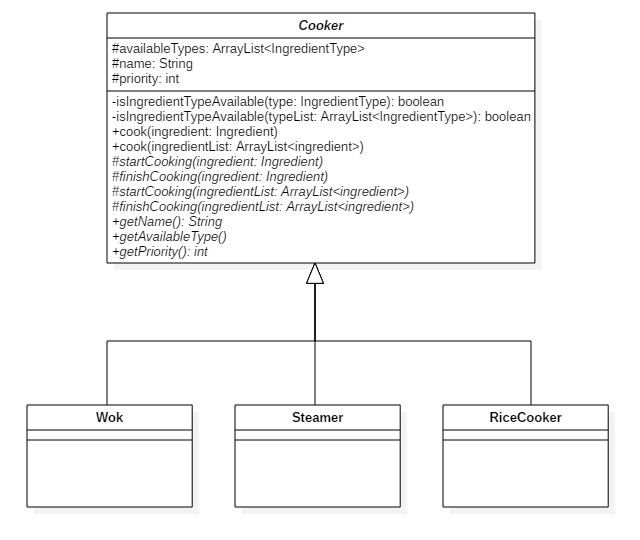 Cooker
#availableTypes: ArrayList<IngredientType>
#name: String
#priority: int
-isIngredientTypeAvailable(type: IngredientType): boolean
-isIngredientTypeAvailable(typeList: ArrayList<IngredientType>): boolean
+cook(ingredient: Ingredient)
+cook(ingredientList: ArrayList<ingredient>)
#startCooking(ingredient: Ingredient)
#finishCooking(ingredient: Ingredient)
#startCooking(ingredientList: ArrayList<ingredient>)
#finishCooking(ingredientList: ArrayList<ingredient>)
+getName(): String
+getAvailableType()
+getPriority(): int
Wok
Steamer
RiceCooker